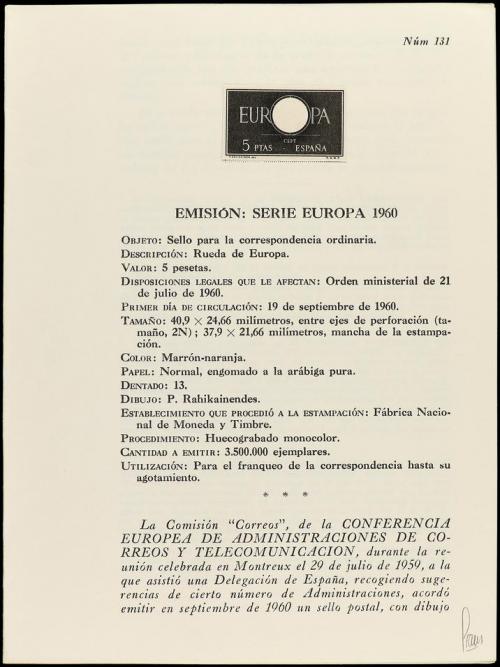 Núm 131
EUROPA
CEPT
5 PTAS - ESPAÑA
EMISIÓN: SERIE EUROPA 1960
OBJETO: Sello para la correspondencia ordinaria.
DESCRIPCIÓN: Rueda de Europa.
VALOR: 5 pesetas.
DISPOSICIONES LEGALES QUE LE AFECTAN: Orden ministerial de 21
de julio de 1960.
PRIMER DÍA DE CIRCULACIÓN: 19 de septiembre de 1960.
TAMAÑO: 40,9 × 24,66 milímetros, entre ejes de perforación (ta-
maño, 2N); 37,9 × 21,66 milímetros, mancha de la estampa-
ción.
COLOR: Marrón-naranja.
PAPEL: Normal, engomado a la arábiga pura.
DENTADO: 13.
DIBUJO: P. Rahikainendes.
ESTABLECIMIENTO QUE PROCEDIÓ A LA ESTAMPACIÓN: Fábrica Nacio-
nal de Moneda y Timbre.
PROCEDIMIENTO: Huecograbado monocolor.
CANTIDAD A EMITIR: 3.500.000 ejemplares.
UTILIZACIÓN: Para el franqueo de la correspondencia hasta su
agotamiento.
* * *
La Comisión "Correos", de la CONFERENCIA
EUROPEA DE ADMINISTRACIONES DE CO-
RREOS Y TELECOMUNICACION, durante la re-
unión celebrada en Montreux el 29 de julio de 1959, a la
que asistió una Delegación de España, recogiendo suge-
rencias de cierto número de Administraciones, acordó
emitir en septiembre de 1960 un sello postal, con dibujo